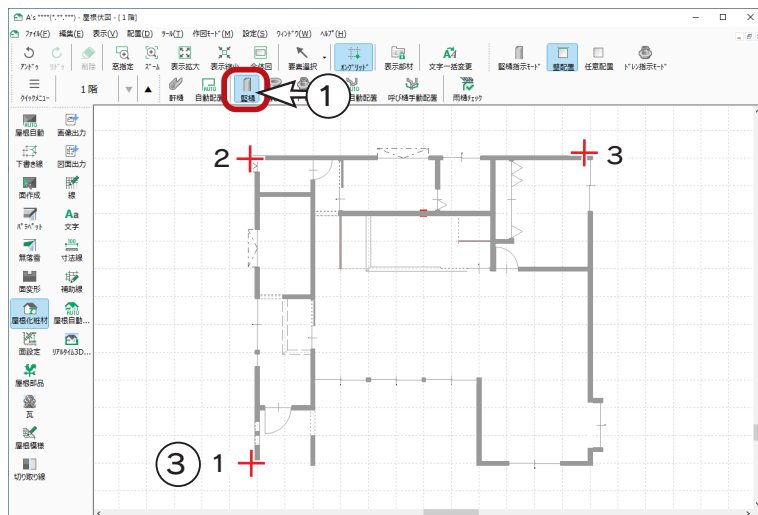 A's ****(*.**.***) - 屋根伏図 - [ 1 階 ]
ファイル(F) 編集(E) 表示(V) 配置(D) ツール(T) 作図モード(M) 設定(S) ウィンドウ(W) ヘルプ(H)
アンドゥ リドゥ 削除 窓指定 ズーム 表示拡大 表示縮小 全体図 要素選択 オングリッド 表示部材 文字一括変更 竪樋指示モード 壁配置 任意配置 ドレン指示モード
クイックメニュー 1 階 軒樋 自動配置 竪樋 自動配置 呼び樋手動配置 雨樋チェック
1
屋根自動 画像出力
下書き線 図面出力
面作成 線
パラペット 文字
無落雪 寸法線
面変形 補助線
屋根化粧材 屋根自動...
面設定 リアルタイム3D...
屋根部品
瓦
屋根模様
切り取り線
2
3
3 1